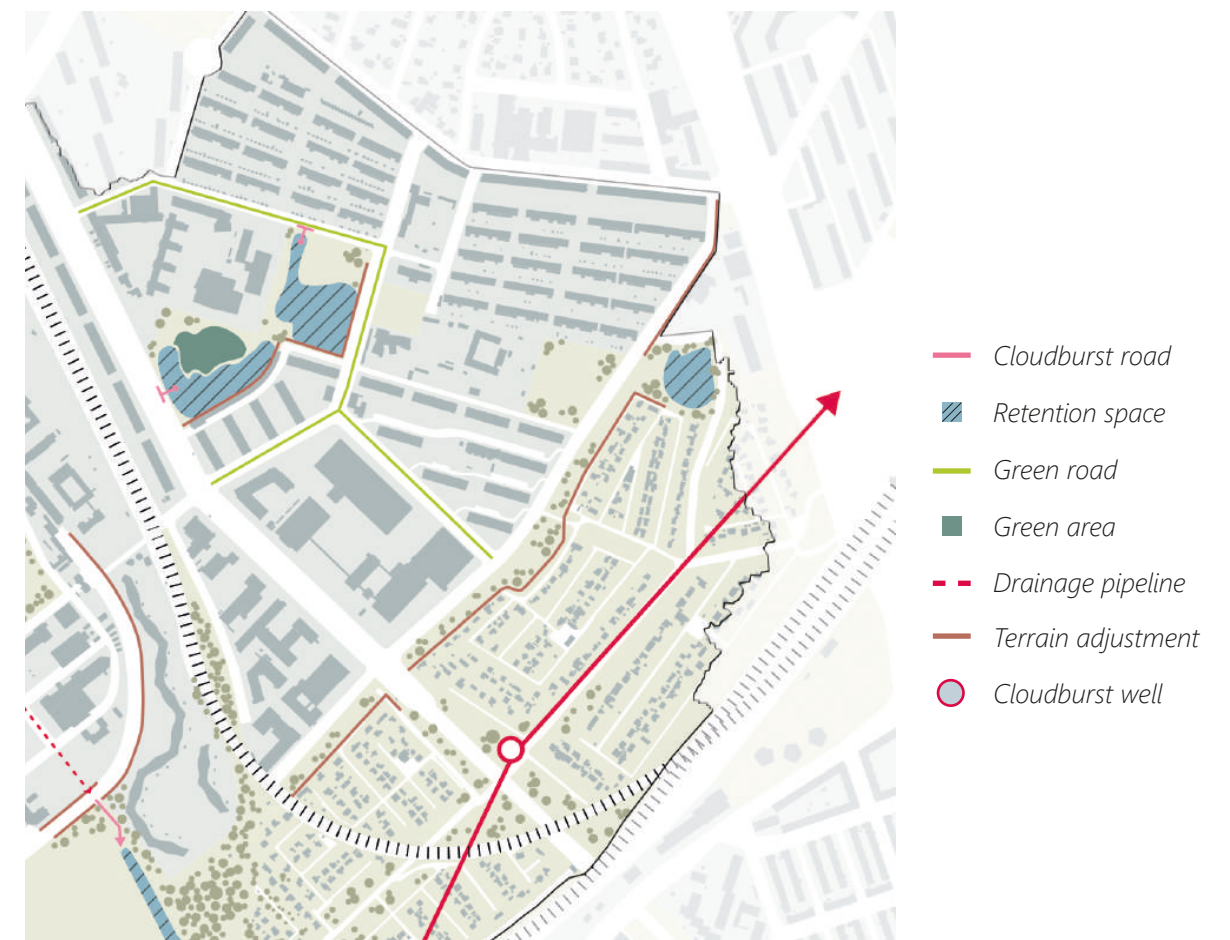 Cloudburst road
Retention space
Green road
Green area
Drainage pipeline
Terrain adjustment
Cloudburst well